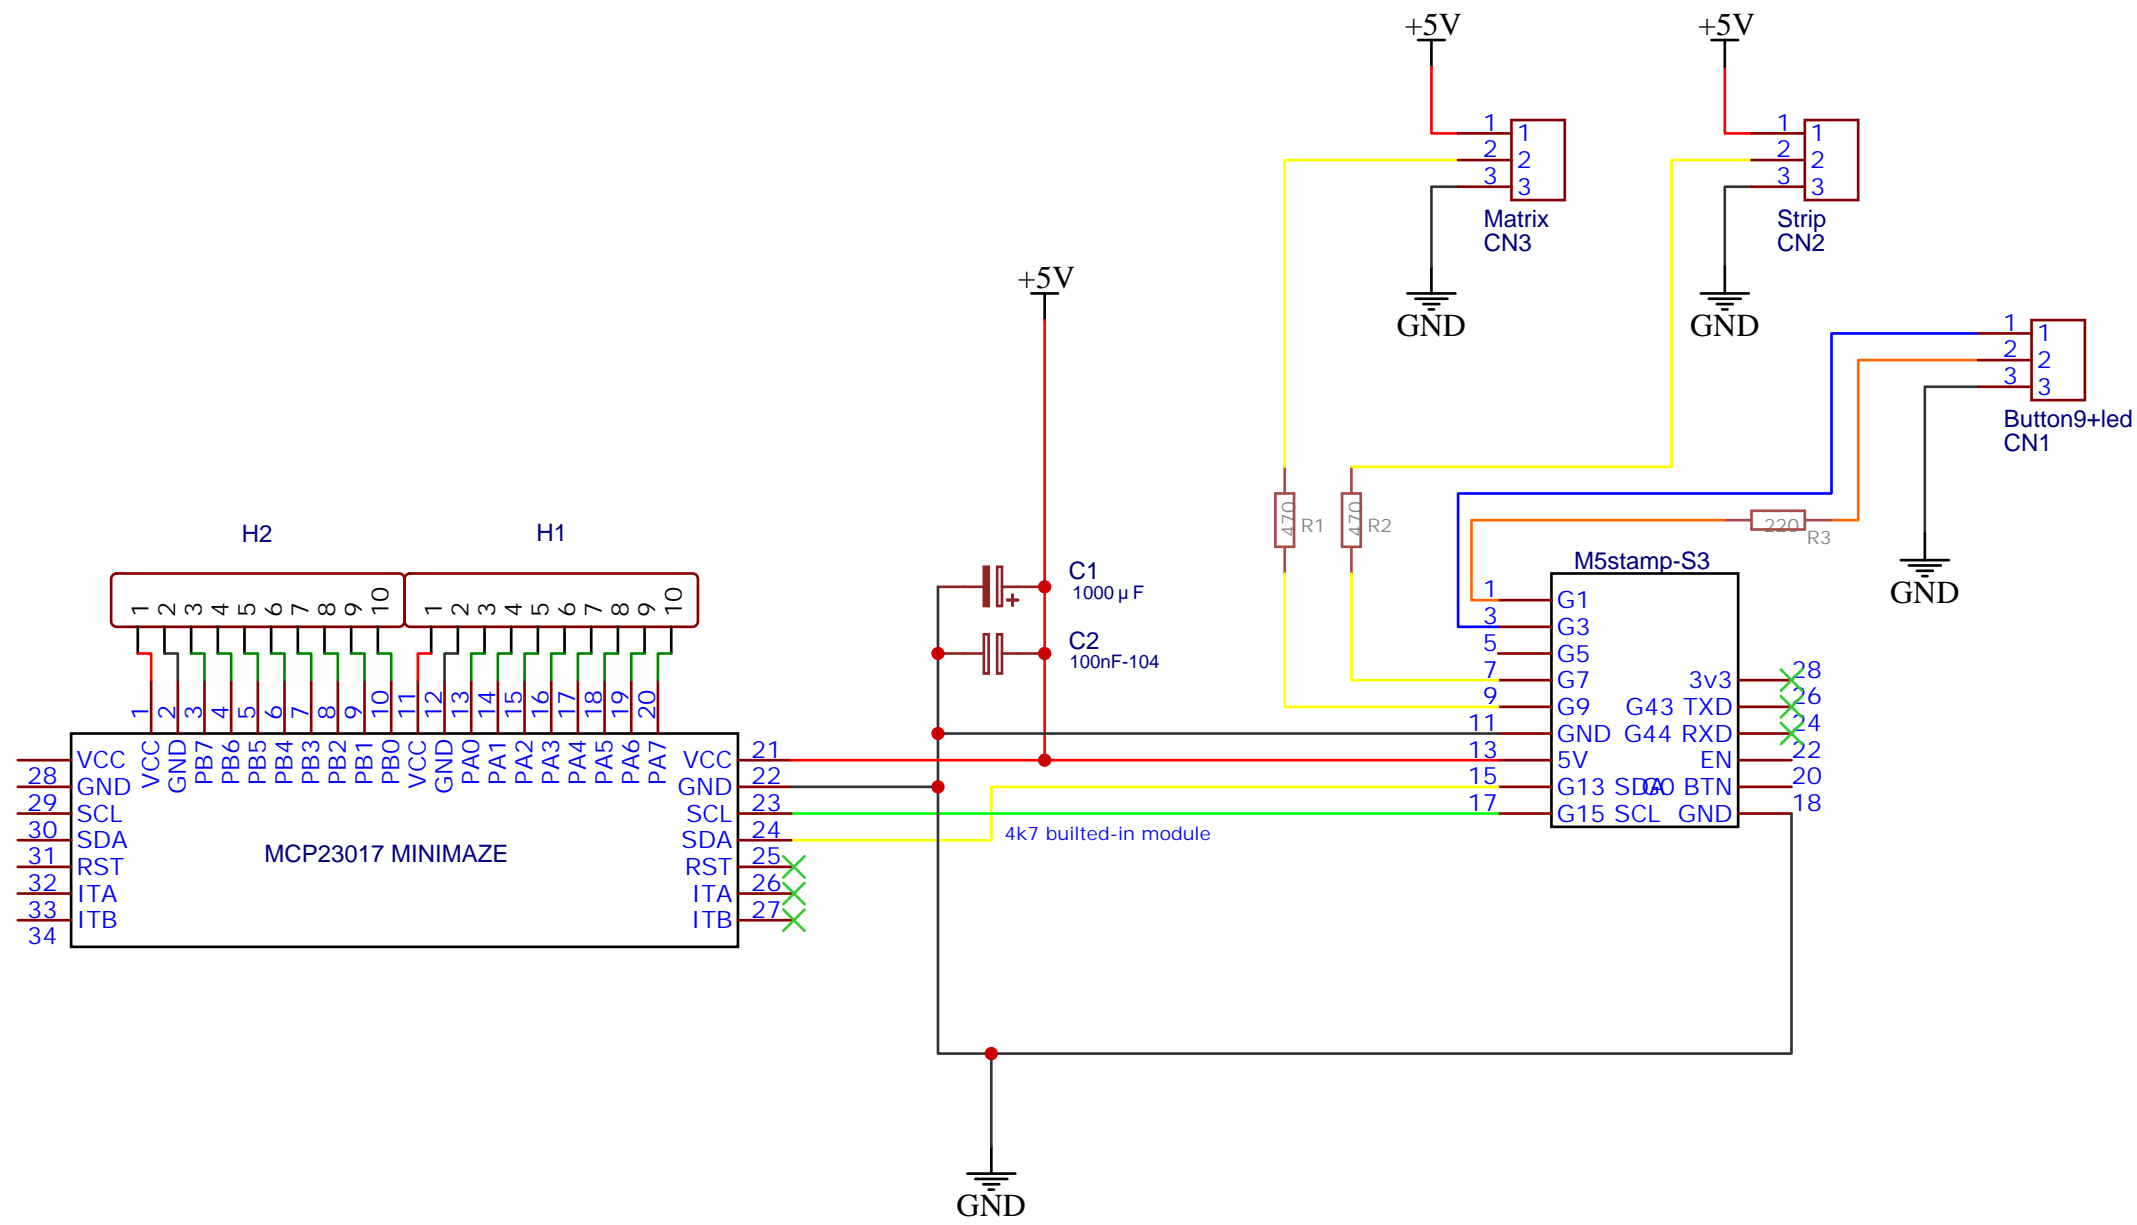 +5V
+5V
1 1
2 2
3 3
Matrix
CN3
GND
1 1
2 2
3 3
Strip
CN2
GND
+5V
1 1
2 2
3 3
Button9+led
CN1
GND
470 R1
470 R2
220
R3
H2 H1
1 2 3 4 5 6 7 8 9 10
1 2 3 4 5 6 7 8 9 10
C1
1000µF
C2
100nF-104
1 2 3 4 5 6 7 8 9 10 11 12 13 14 15 16 17 18 19 20
VCC GND PB7 PB6 PB5 PB4 PB3 PB2 PB1 PB0 VCC GND PA0 PA1 PA2 PA3 PA4 PA5 PA6 PA7
VCC
28
GND
29
SCL
30
SDA
31
RST
32
ITA
33
ITB
34
MCP23017 MINIMAZE
VCC 21
GND 22
SCL 23
SDA 24
RST 25
ITA 26
ITB 27
4k7 builted-in module
M5stamp-S3
1 G1
3 G3
5 G5
7 G7
9 G9
11 GND
13 5V
15 G13 SDA
17 G15 SCL
3v3 28
G43 TXD 26
G44 RXD 24
EN 22
G0 BTN 20
GND 18
GND